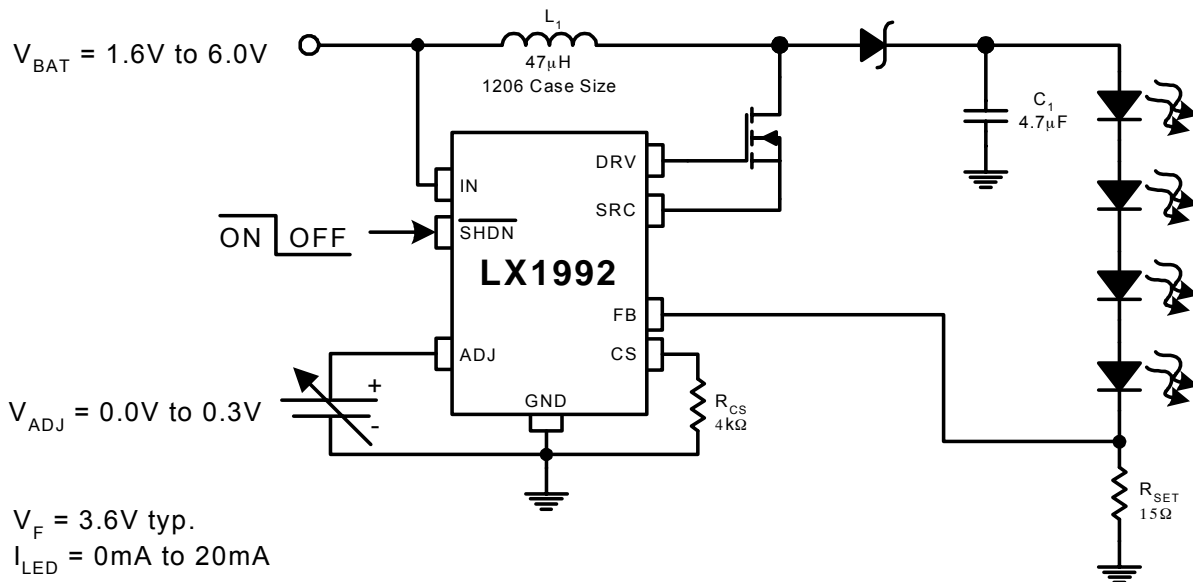 L₁
V_BAT = 1.6V to 6.0V
47µH
1206 Case Size
C₁
4.7µF
DRV
IN
SRC
ON OFF
SHDN
LX1992
FB
ADJ
CS
+
GND
R_CS
4kΩ
V_ADJ = 0.0V to 0.3V
-
R_SET
15Ω
V_F = 3.6V typ.
I_LED = 0mA to 20mA